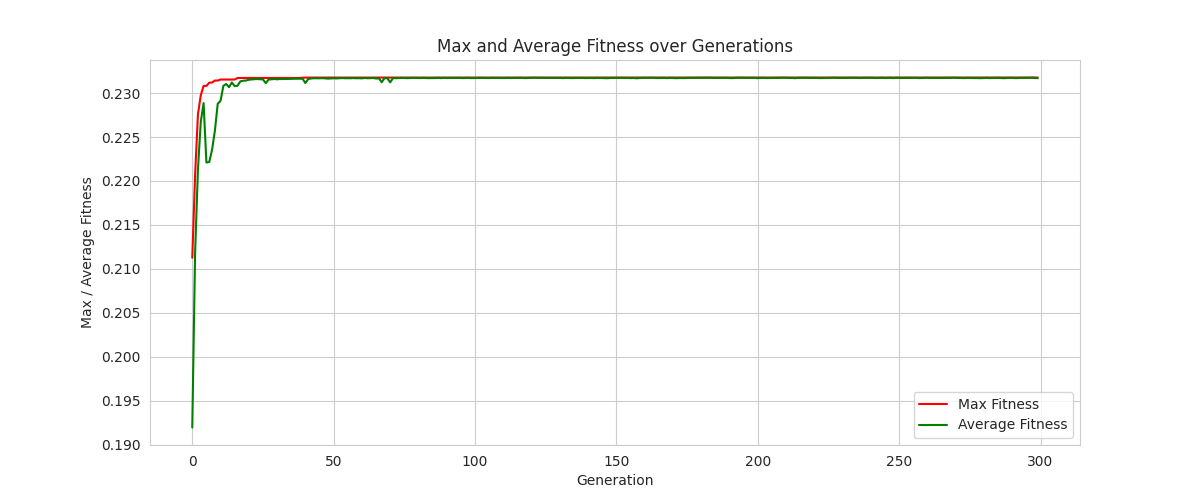 Max and Average Fitness over Generations
Max / Average Fitness
0.230
0.225
0.220
0.215
0.210
0.205
0.200
0.195
0.190
0 50 100 150 200 250 300
Generation
Max Fitness
Average Fitness